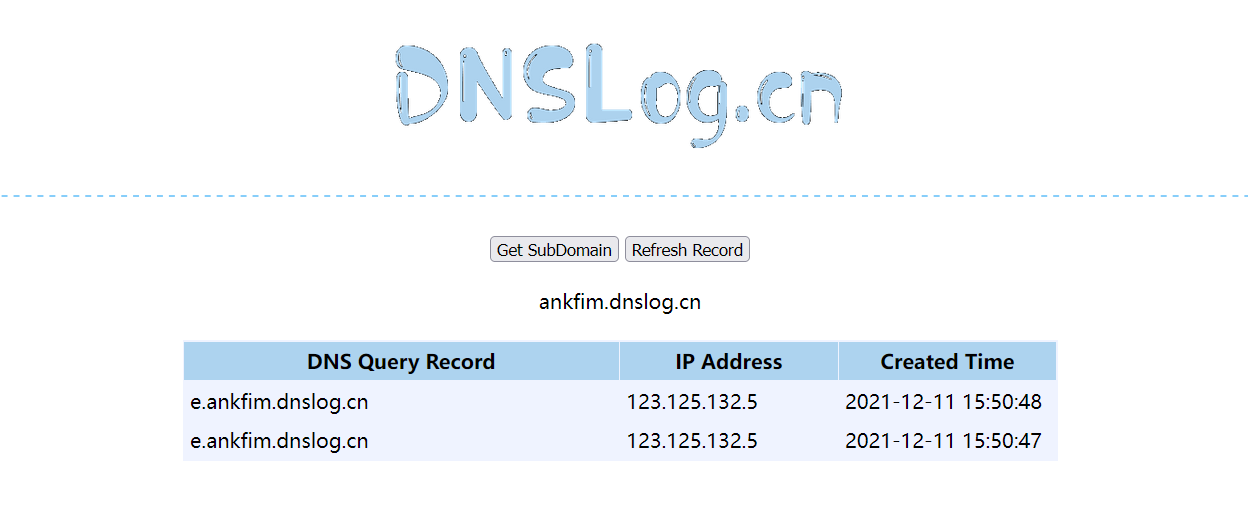 DNSLog.cn
Get SubDomain Refresh Record
ankfim.dnslog.cn
DNS Query Record IP Address Created Time
e.ankfim.dnslog.cn 123.125.132.5 2021-12-11 15:50:48
e.ankfim.dnslog.cn 123.125.132.5 2021-12-11 15:50:47